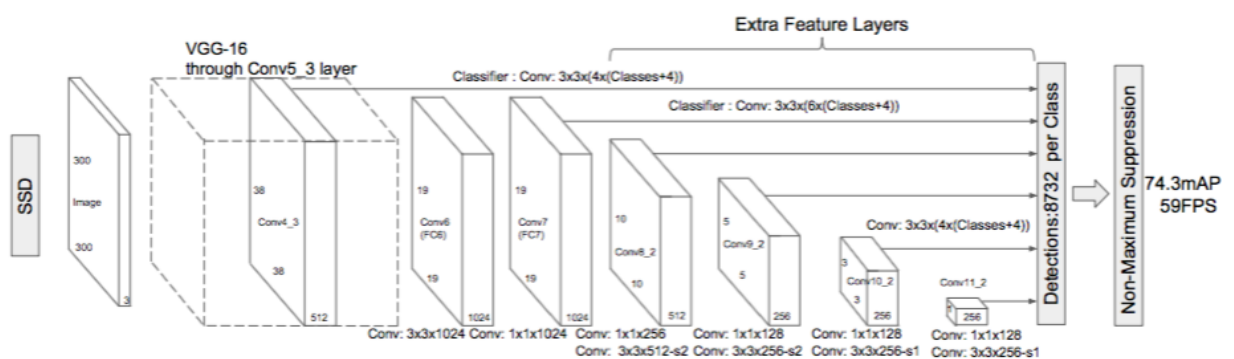 Extra Feature Layers
VGG-16
through Conv5_3 layer
Classifier : Conv: 3x3x(4x(Classes+4))
Classifier : Conv: 3x3x(6x(Classes+4))
SSD
300
Image
300
3
38
Conv4_3
38
512
19
Conv6
(FC6)
19
1024
19
Conv7
(FC7)
19
1024
10
Conv8_2
10
512
5
Conv9_2
5
256
Conv: 3x3x(4x(Classes+4))
3
Conv10_2
3
256
Conv11_2
256
Detections:8732 per Class
Non-Maximum Suppression
74.3mAP
59FPS
Conv: 3x3x1024
Conv: 1x1x1024
Conv: 1x1x256
Conv: 3x3x512-s2
Conv: 1x1x128
Conv: 3x3x256-s2
Conv: 1x1x128
Conv: 3x3x256-s1
Conv: 1x1x128
Conv: 3x3x256-s1